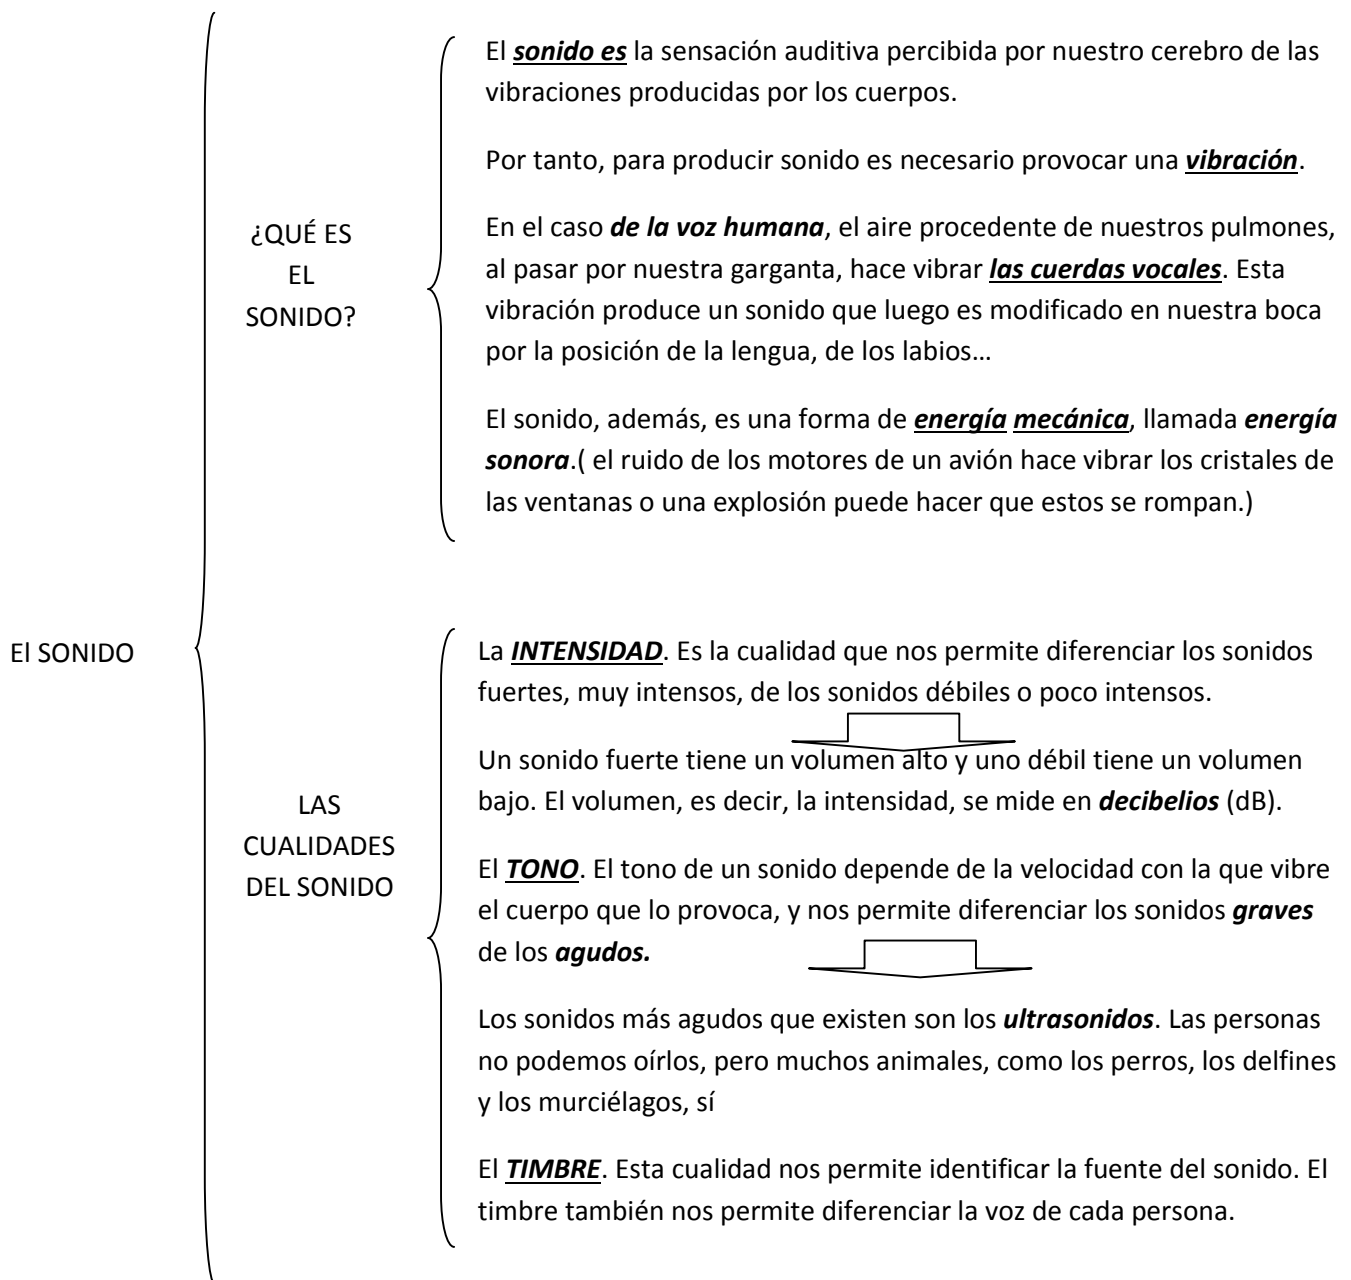 El sonido es la sensación auditiva percibida por nuestro cerebro de las
vibraciones producidas por los cuerpos.
Por tanto, para producir sonido es necesario provocar una vibración.
¿QUÉ ES
EL
SONIDO?
En el caso de la voz humana, el aire procedente de nuestros pulmones,
al pasar por nuestra garganta, hace vibrar las cuerdas vocales. Esta
vibración produce un sonido que luego es modificado en nuestra boca
por la posición de la lengua, de los labios…
El sonido, además, es una forma de energía mecánica, llamada energía
sonora.( el ruido de los motores de un avión hace vibrar los cristales de
las ventanas o una explosión puede hacer que estos se rompan.)
El SONIDO
La INTENSIDAD. Es la cualidad que nos permite diferenciar los sonidos
fuertes, muy intensos, de los sonidos débiles o poco intensos.
Un sonido fuerte tiene un volumen alto y uno débil tiene un volumen
bajo. El volumen, es decir, la intensidad, se mide en decibelios (dB).
LAS
CUALIDADES
DEL SONIDO
El TONO. El tono de un sonido depende de la velocidad con la que vibre
el cuerpo que lo provoca, y nos permite diferenciar los sonidos graves
de los agudos.
Los sonidos más agudos que existen son los ultrasonidos. Las personas
no podemos oírlos, pero muchos animales, como los perros, los delfines
y los murciélagos, sí
El TIMBRE. Esta cualidad nos permite identificar la fuente del sonido. El
timbre también nos permite diferenciar la voz de cada persona.